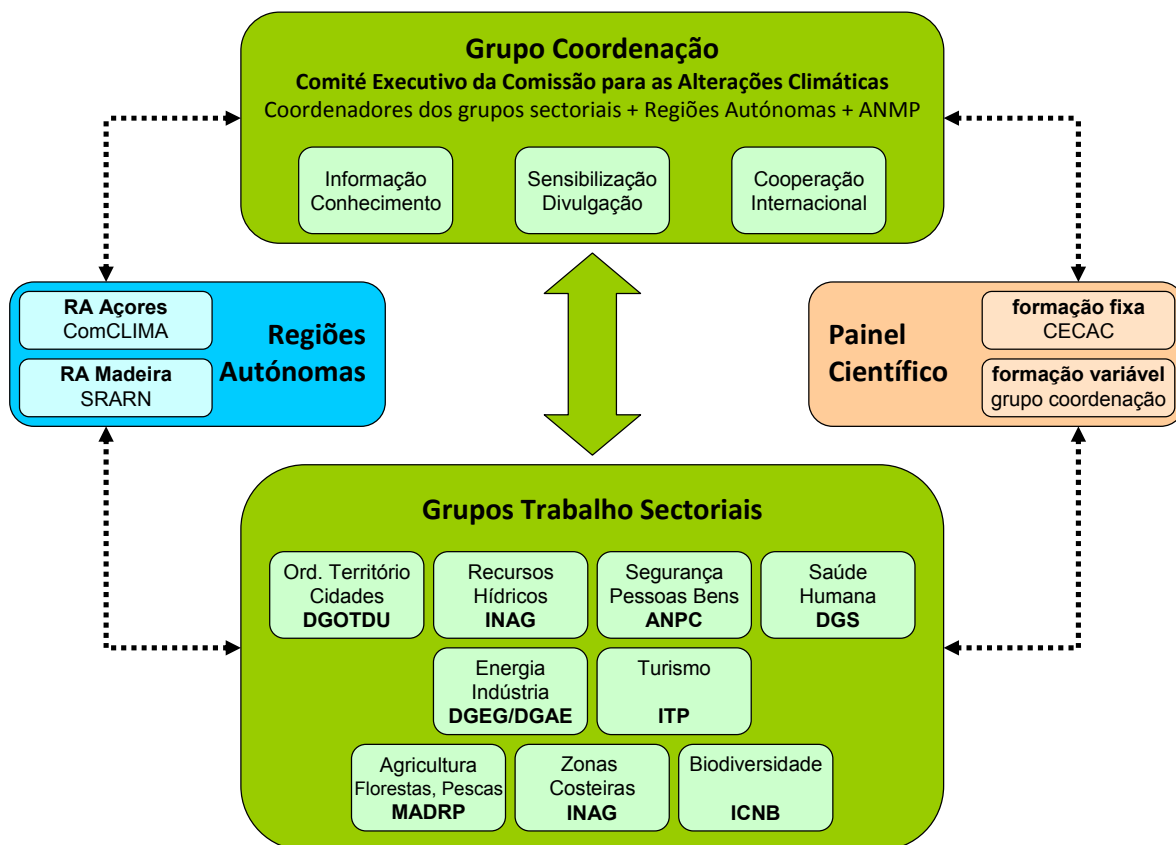 Grupo Coordenação
Comité Executivo da Comissão para as Alterações Climáticas
Coordenadores dos grupos sectoriais + Regiões Autónomas + ANMP
Informação
Conhecimento
Sensibilização
Divulgação
Cooperação
Internacional
RA Açores
ComCLIMA
RA Madeira
SRARN
Regiões
Autónomas
Painel
Científico
formação fixa
CECAC
formação variável
grupo coordenação
Grupos Trabalho Sectoriais
Ord. Território
Cidades
DGOTDU
Recursos
Hídricos
INAG
Segurança
Pessoas Bens
ANPC
Saúde
Humana
DGS
Energia
Indústria
DGEG/DGAE
Turismo
ITP
Agricultura
Florestas, Pescas
MADRP
Zonas
Costeiras
INAG
Biodiversidade
ICNB